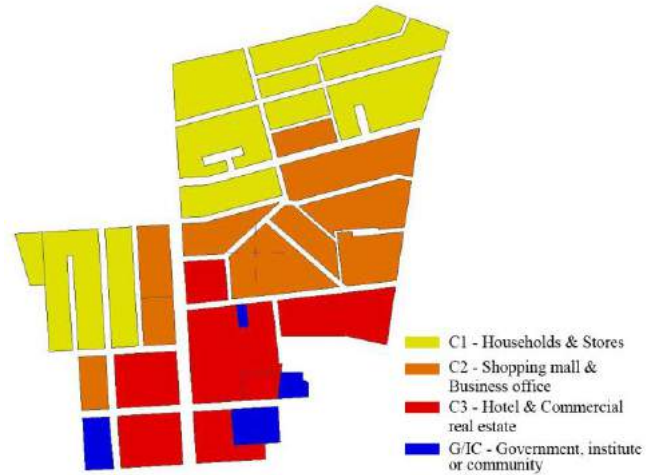 C1 - Households & Stores
C2 - Shopping mall &
Business office
C3 - Hotel & Commercial
real estate
G/IC - Government, institute
or community